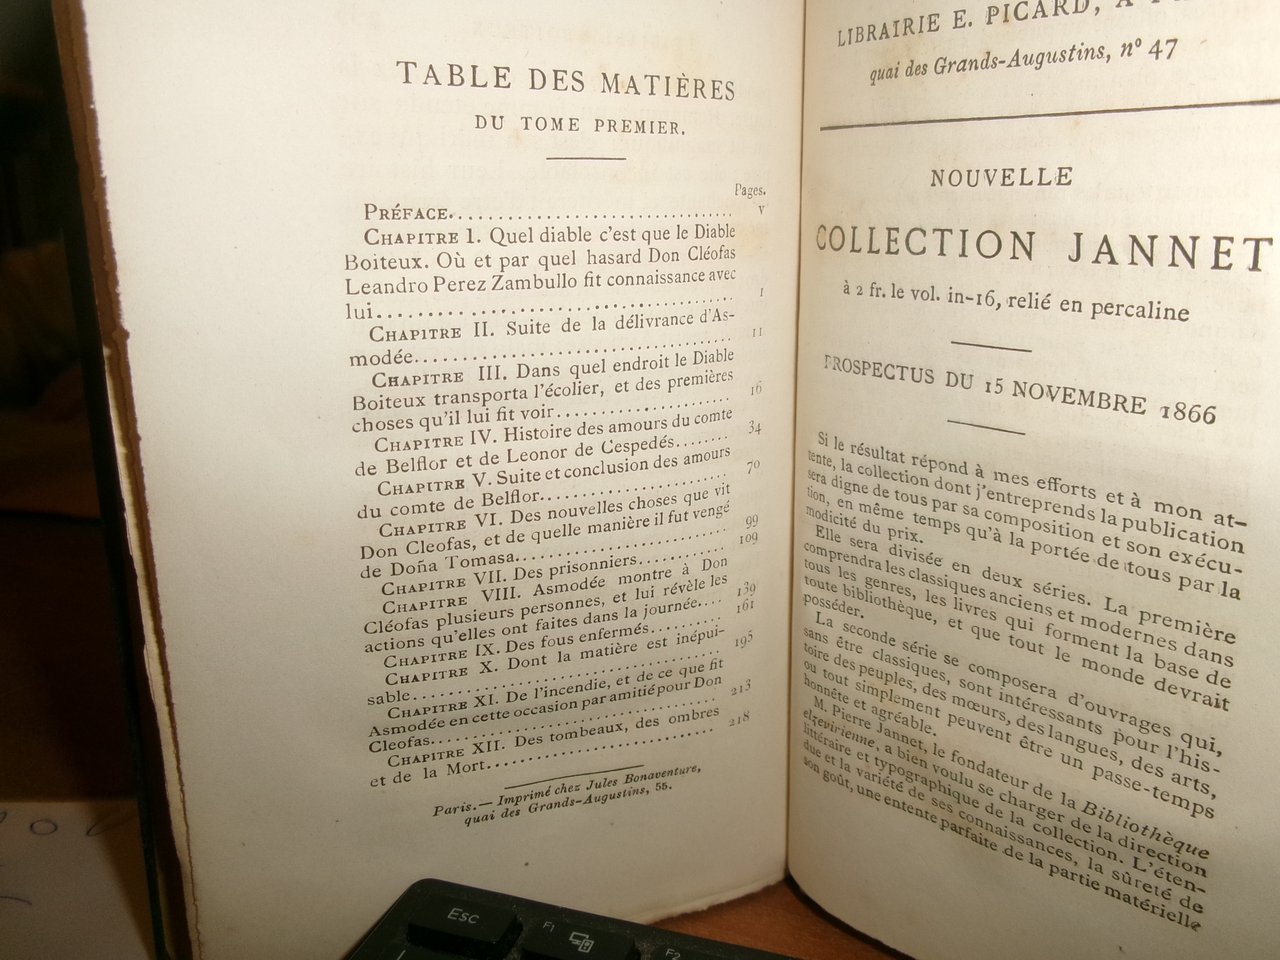 TABLE DES MATIÈRES
DU TOME PREMIER.
Pages.
PRÉFACE.............................. V
CHAPITRE I. Quel diable c'est que le Diable
Boiteux. Où et par quel hasard Don Cléofas
Leandro Perez Zambullo fit connaissance avec
lui.................................... 1
CHAPITRE II. Suite de la délivrance d'As-
modée................................. 11
CHAPITRE III. Dans quel endroit le Diable
Boiteux transporta l'écolier, et des premières
choses qu'il lui fit voir.................... 16
CHAPITRE IV. Histoire des amours du comte
de Belflor et de Leonor de Cespedés........ 34
CHAPITRE V. Suite et conclusion des amours
du comte de Belflor...................... 70
CHAPITRE VI. Des nouvelles choses que vit
Don Cleofas, et de quelle manière il fut vengé
de Doña Tomasa......................... 99
CHAPITRE VII. Des prisonniers............ 109
CHAPITRE VIII. Asmodée montre à Don
Cléofas plusieurs personnes, et lui révèle les
actions qu'elles ont faites dans la journée.... 139
CHAPITRE IX. Des fous enfermés.......... 161
CHAPITRE X. Dont la matière est inépui-
sable.................................. 195
CHAPITRE XI. De l'incendie, et de ce que fit
Asmodée en cette occasion par amitié pour Don
Cleofas................................. 213
CHAPITRE XII. Des tombeaux, des ombres
et de la Mort............................ 218
Paris.— Imprimé chez Jules Bonaventure,
quai des Grands-Augustins, 55.
LIBRAIRIE E. PICARD, A
quai des Grands-Augustins, n° 47
NOUVELLE
COLLECTION JANNET
à 2 fr. le vol. in-16, relié en percaline
PROSPECTUS DU 15 NOVEMBRE 1866
Si le résultat répond à mes efforts et à mon at-
tente, la collection dont j'entreprends la publication
sera digne de tous par sa composition et son exécu-
tion, en même temps qu'à la portée de tous par la
modicité du prix.
Elle sera divisée en deux séries. La première
comprendra les classiques anciens et modernes dans
tous les genres, les livres qui forment la base de
toute bibliothèque, et que tout le monde devrait
posséder.
La seconde série se composera d'ouvrages qui,
sans être classiques, sont intéressants pour l'his-
toire des peuples, des mœurs, des langues, des arts,
ou tout simplement peuvent être un passe-temps
honnête et agréable.
M. Pierre Jannet, le fondateur de la Bibliothèque
elzevirienne, a bien voulu se charger de la direction
littéraire et typographique de la collection. L'éten-
due et la variété de ses connaissances, la sûreté de
son goût, une entente parfaite de la partie matérielle
Esc
F1
F2